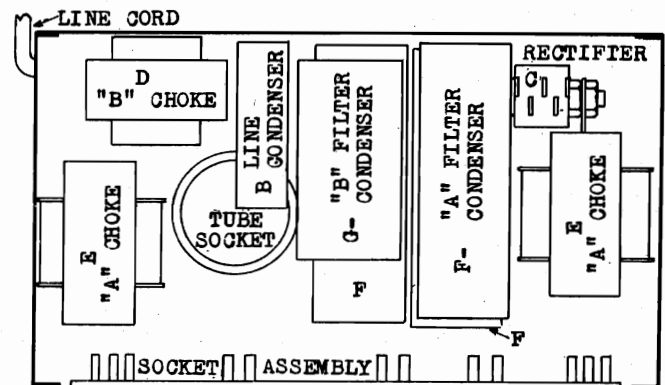 LINE CORD
RECTIFIER
C
D
"B" CHOKE
LINE
CONDENSER
B
"B" FILTER
CONDENSER
G-
F
"A" FILTER
CONDENSER
F-
F
TUBE
SOCKET
E
"A" CHOKE
E
"A" CHOKE
SOCKET ASSEMBLY